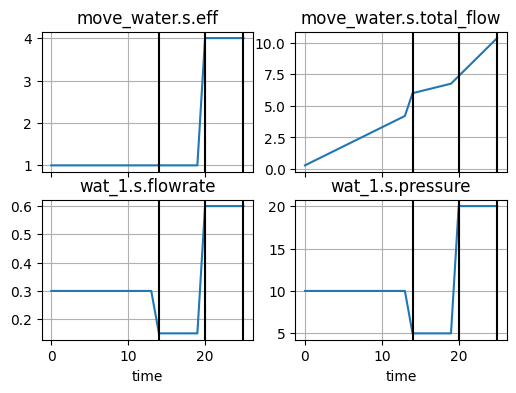 move_water.s.eff
move_water.s.total_flow
4
3
2
1
10.0
7.5
5.0
2.5
0.0
wat_1.s.flowrate
wat_1.s.pressure
0.6
0.5
0.4
0.3
0.2
20
15
10
5
0 10 20
0 10 20
time
time